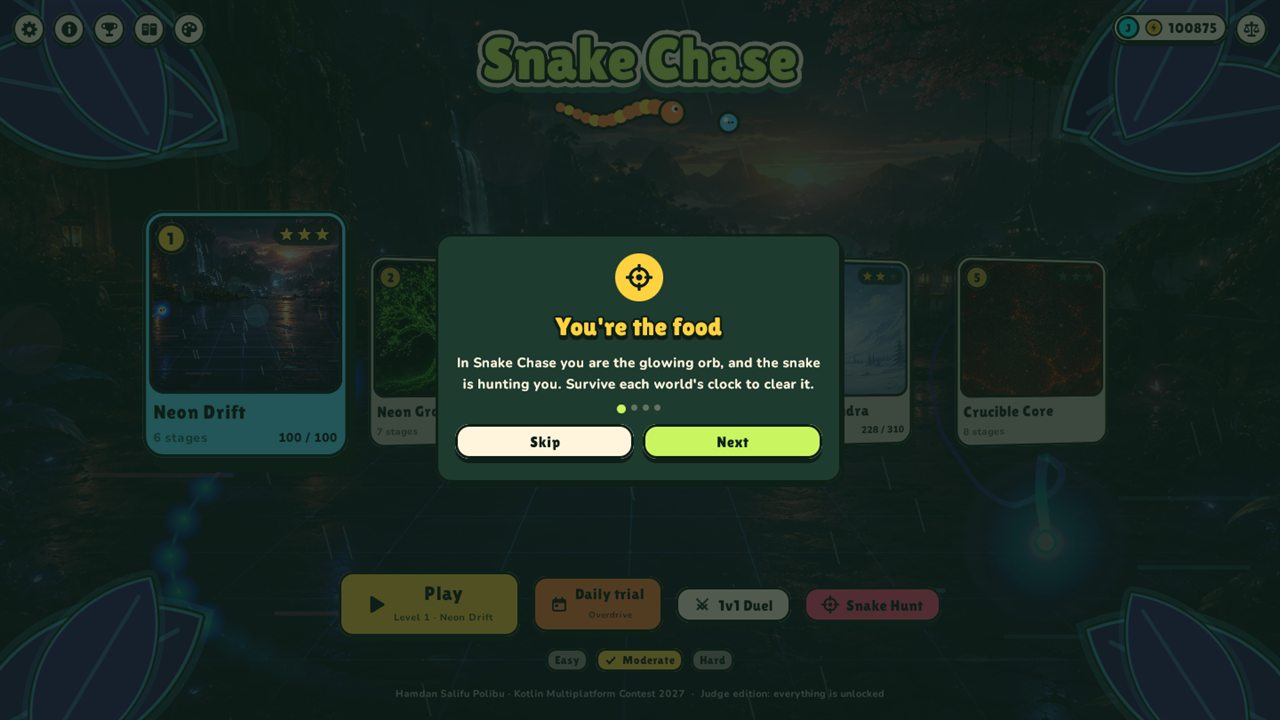 J
100875
Snake Chase
1
Neon Drift
6 stages
100 / 100
2
Neon Gro
7 stages
dra
228 / 310
5
Crucible Core
8 stages
You're the food
In Snake Chase you are the glowing orb, and the snake
is hunting you. Survive each world's clock to clear it.
Skip
Next
Play
Level 1 · Neon Drift
Daily trial
Overdrive
1v1 Duel
Snake Hunt
Easy
Moderate
Hard
Hamdan Salifu Polibu · Kotlin Multiplatform Contest 2027 · Judge edition: everything is unlocked